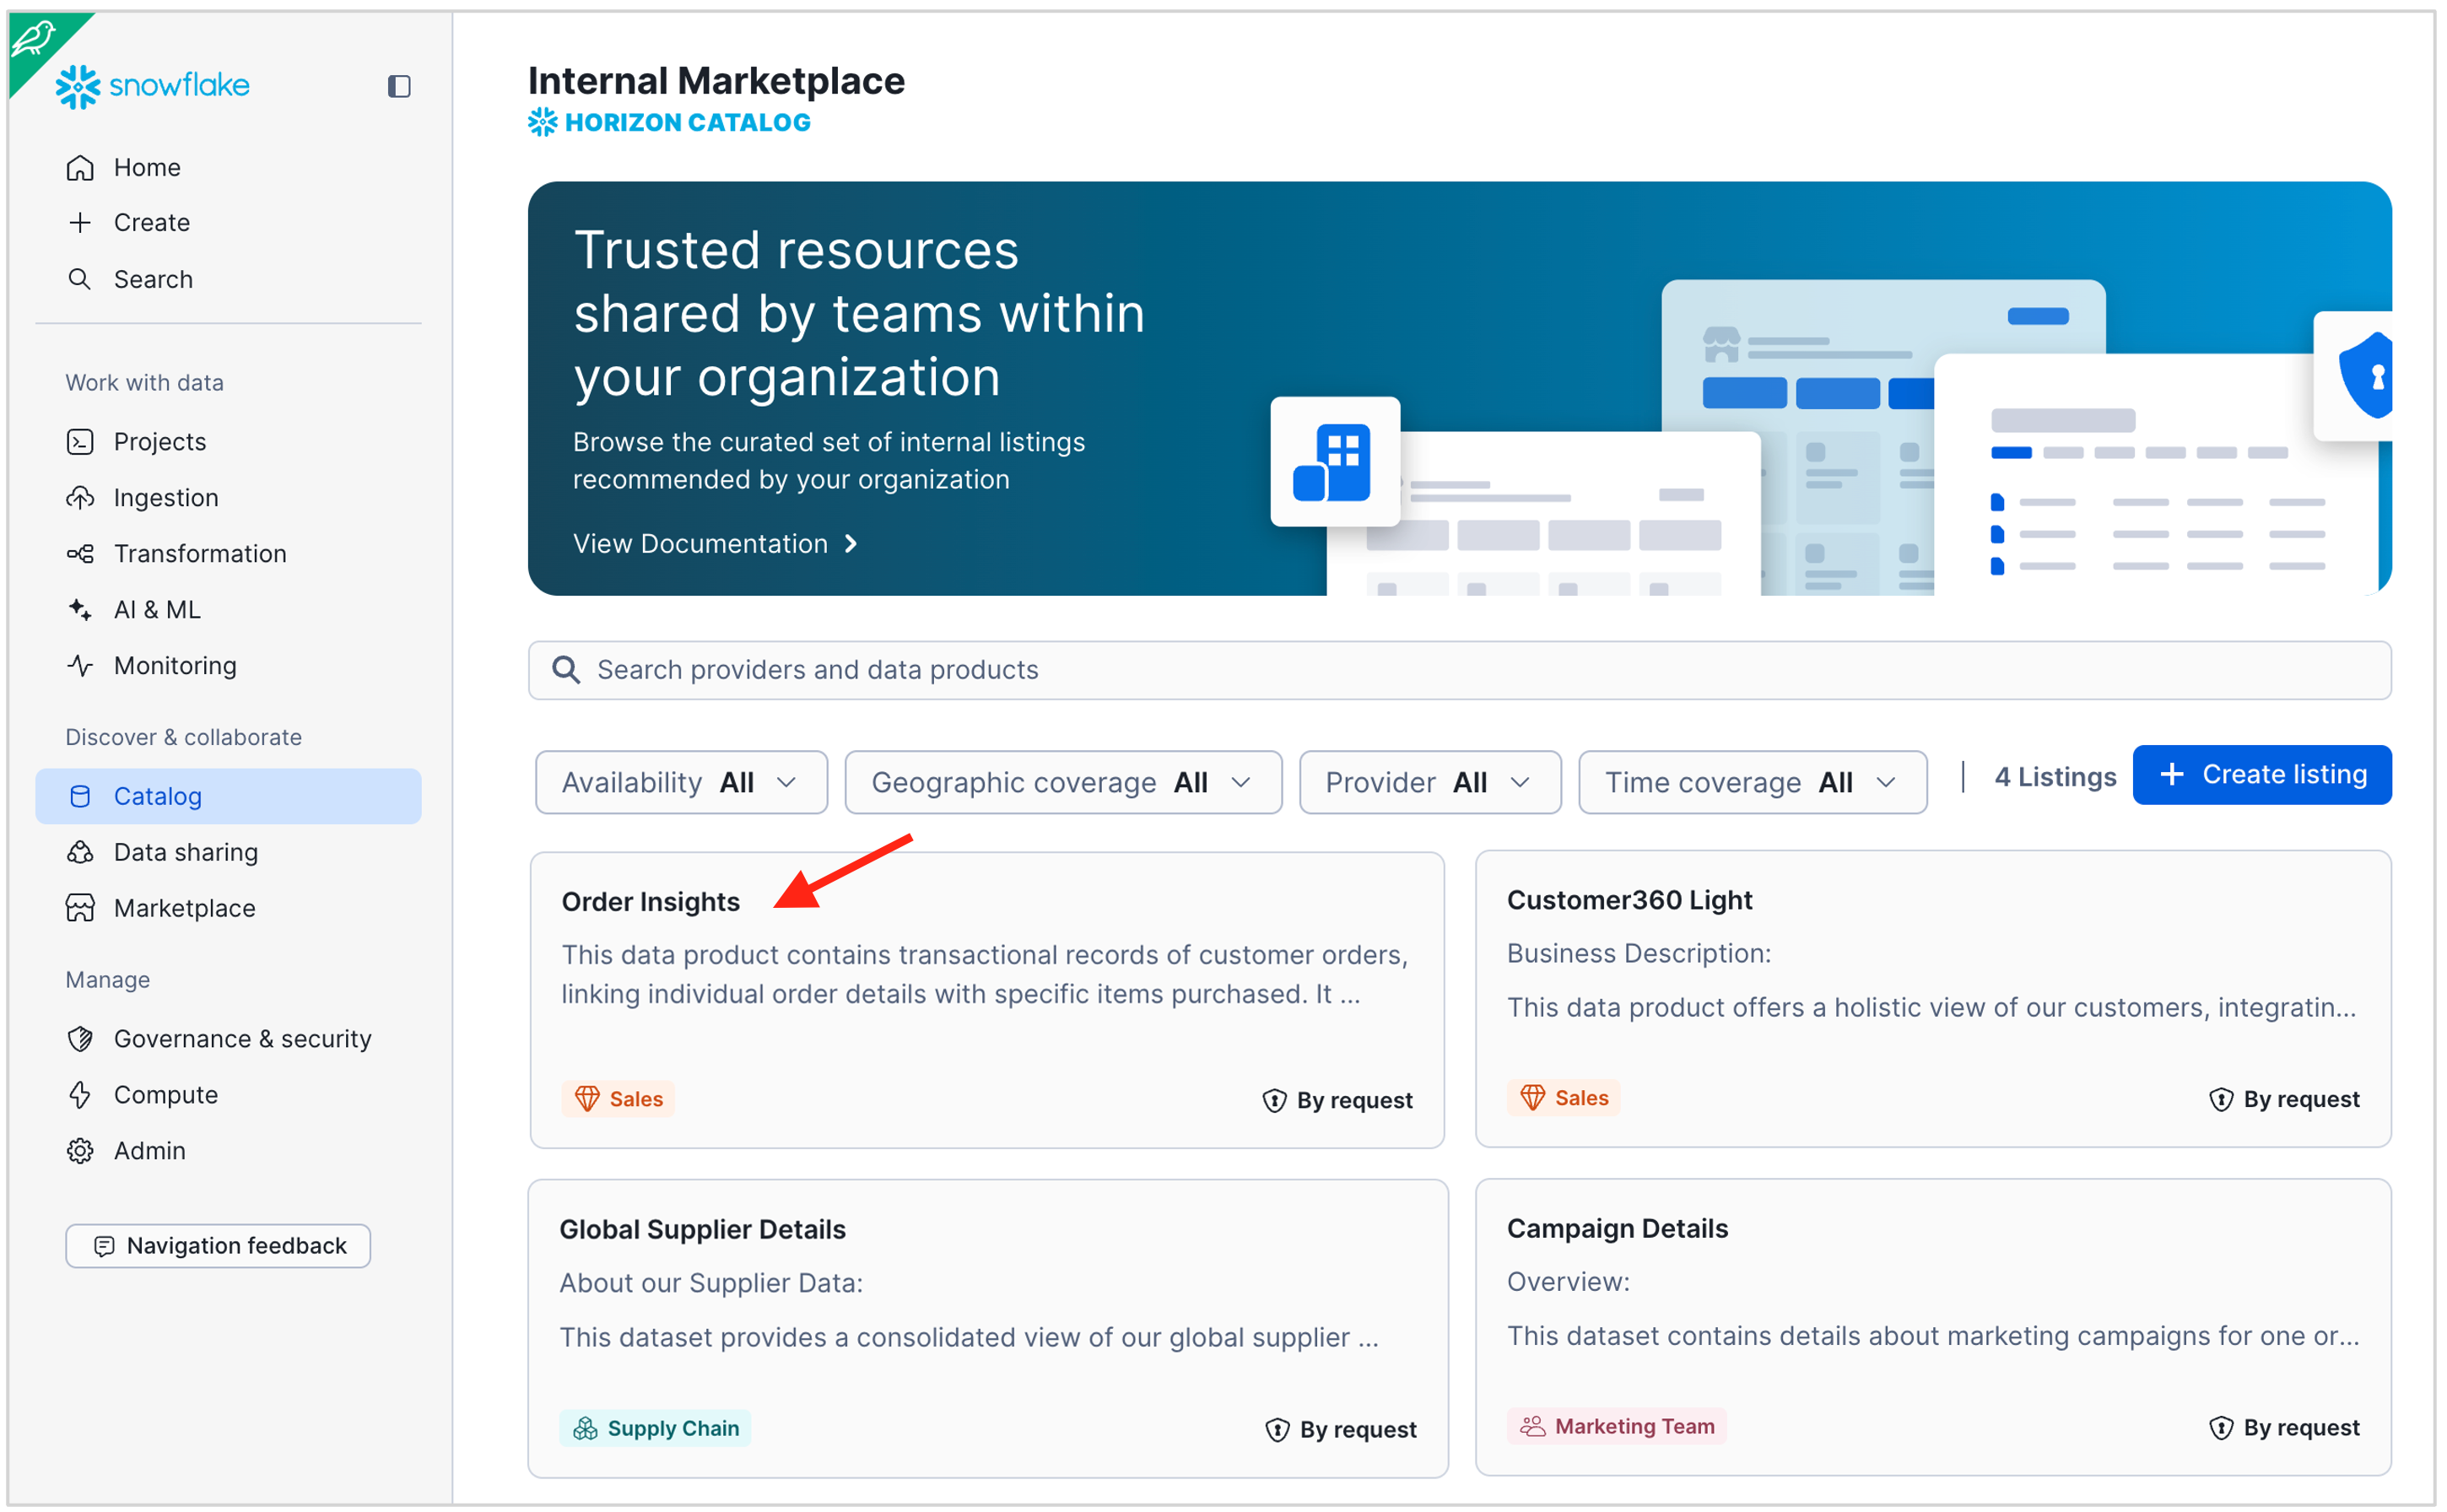 snowflake
Home
Create
Search
Work with data
Projects
Ingestion
Transformation
AI & ML
Monitoring
Discover & collaborate
Catalog
Data sharing
Marketplace
Manage
Governance & security
Compute
Admin
Navigation feedback
Internal Marketplace
HORIZON CATALOG
Trusted resources
shared by teams within
your organization
Browse the curated set of internal listings
recommended by your organization
View Documentation
Search providers and data products
Availability All
Geographic coverage All
Provider All
Time coverage All
4 Listings
Create listing
Order Insights
This data product contains transactional records of customer orders,
linking individual order details with specific items purchased. It ...
Sales
By request
Customer360 Light
Business Description:
This data product offers a holistic view of our customers, integratin...
Sales
By request
Global Supplier Details
About our Supplier Data:
This dataset provides a consolidated view of our global supplier ...
Supply Chain
By request
Campaign Details
Overview:
This dataset contains details about marketing campaigns for one or...
Marketing Team
By request